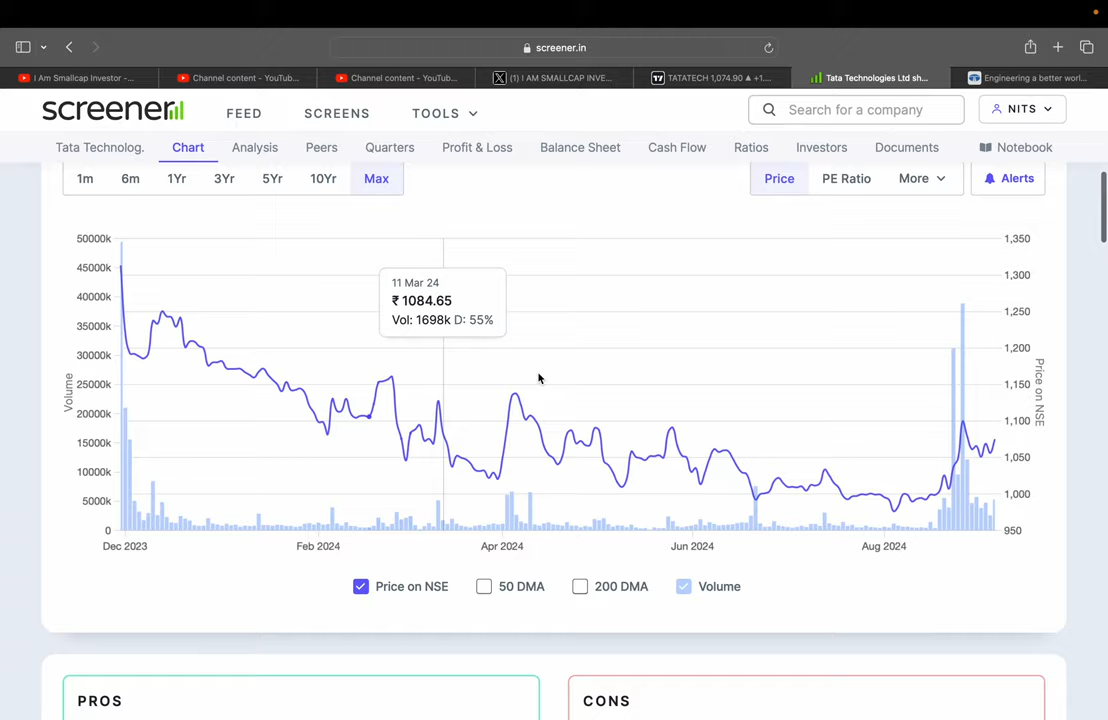 screener.in
I Am Smallcap Investor -...
Channel content - YouTub...
Channel content - YouTub...
(1) I AM SMALLCAP INVE...
TATATECH 1,074.90 ▲ +1....
Tata Technologies Ltd sh...
Engineering a better worl...
screener
FEED
SCREENS
TOOLS
Search for a company
NITS
Tata Technolog.
Chart
Analysis
Peers
Quarters
Profit & Loss
Balance Sheet
Cash Flow
Ratios
Investors
Documents
Notebook
1m
6m
1Yr
3Yr
5Yr
10Yr
Max
Price
PE Ratio
More
Alerts
50000k
45000k
40000k
35000k
30000k
25000k
20000k
15000k
10000k
5000k
0
Volume
11 Mar 24
₹ 1084.65
Vol: 1698k D: 55%
1,350
1,300
1,250
1,200
1,150
1,100
1,050
1,000
950
Price on NSE
Dec 2023
Feb 2024
Apr 2024
Jun 2024
Aug 2024
Price on NSE
50 DMA
200 DMA
Volume
PROS
CONS